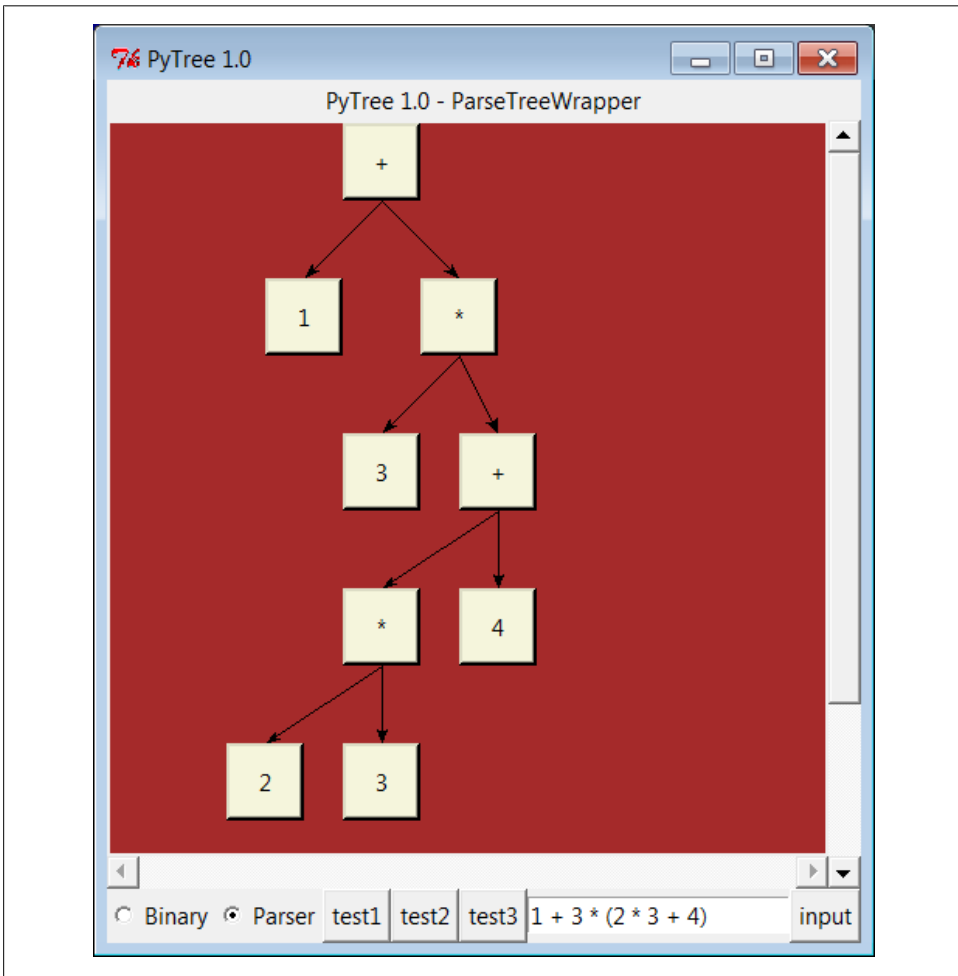 PyTree 1.0
PyTree 1.0 - ParseTreeWrapper
+
1 *
3 +
* 4
2 3
Binary Parser test1 test2 test3 1 + 3 * (2 * 3 + 4) input